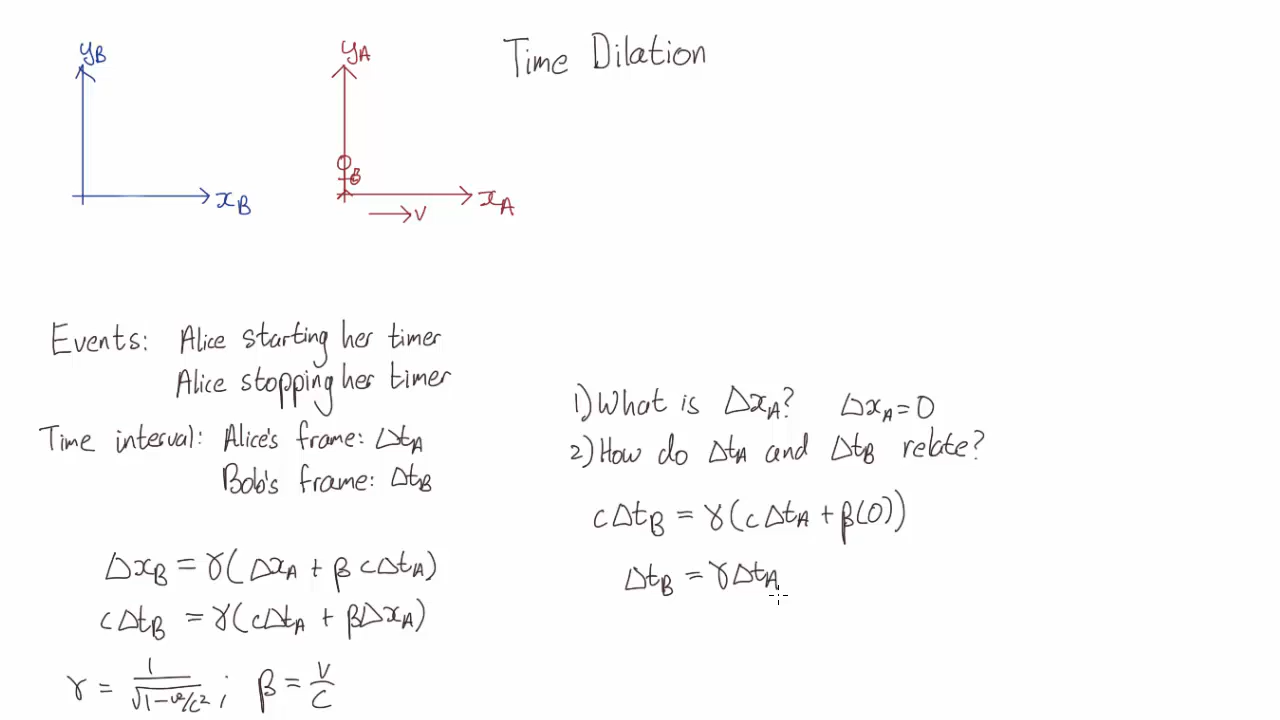 Time Dilation
y_B
x_B
y_A
x_A
→ v
Events: Alice starting her timer
Alice stopping her timer
Time interval: Alice's frame: Δt_A
Bob's frame: Δt_B
Δx_B = γ(Δx_A + β cΔt_A)
cΔt_B = γ(cΔt_A + βΔx_A)
γ = 1/√(1-v²/c²) ; β = v/c
1) What is Δx_A? Δx_A = 0
2) How do Δt_A and Δt_B relate?
cΔt_B = γ(cΔt_A + β(0))
Δt_B = γΔt_A